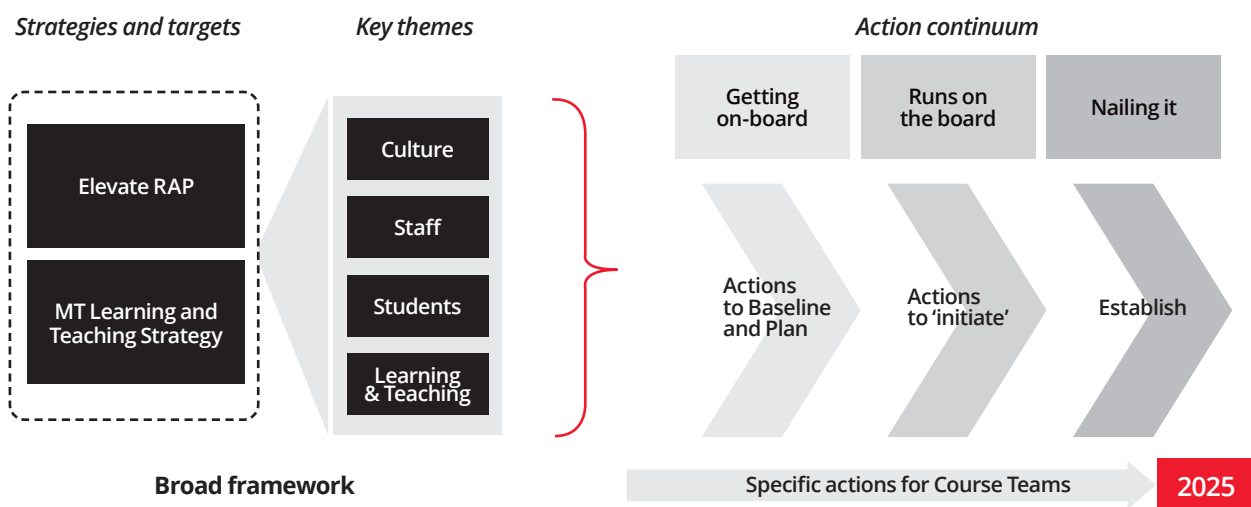 Strategies and targets
Key themes
Action continuum
Elevate RAP
MT Learning and
Teaching Strategy
Culture
Staff
Students
Learning
& Teaching
Getting
on-board
Runs on
the board
Nailing it
Actions
to Baseline
and Plan
Actions
to ‘initiate’
Establish
Broad framework
Specific actions for Course Teams
2025